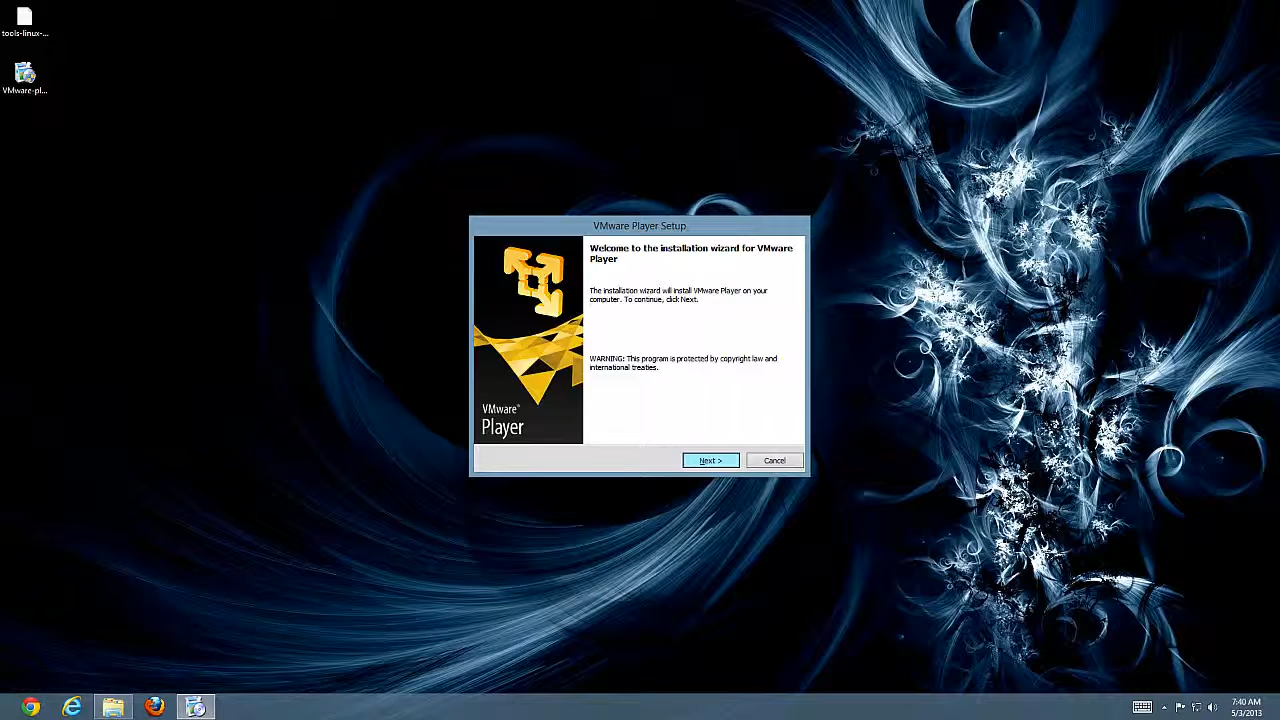 tools-linux-...
VMware-pl...
VMware Player Setup
Welcome to the installation wizard for VMware
Player
The installation wizard will install VMware Player on your
computer. To continue, click Next.
WARNING: This program is protected by copyright law and
international treaties.
VMware®
Player
Next >
Cancel
7:40 AM
5/3/2013